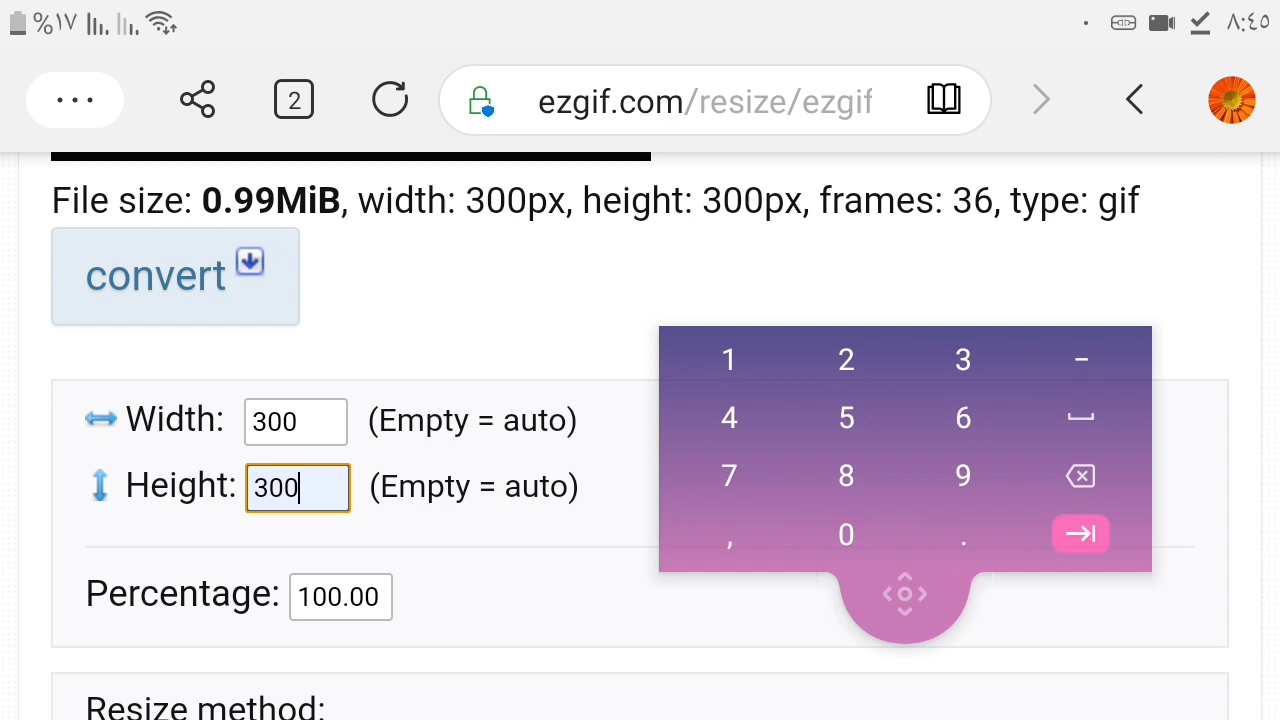 %١٧ ٨:٤٥
2 ezgif.com/resize/ezgif
File size: 0.99MiB, width: 300px, height: 300px, frames: 36, type: gif
convert
Width: 300 (Empty = auto)
Height: 300 (Empty = auto)
Percentage: 100.00
1 2 3 −
4 5 6
7 8 9
, 0 .
Resize method: